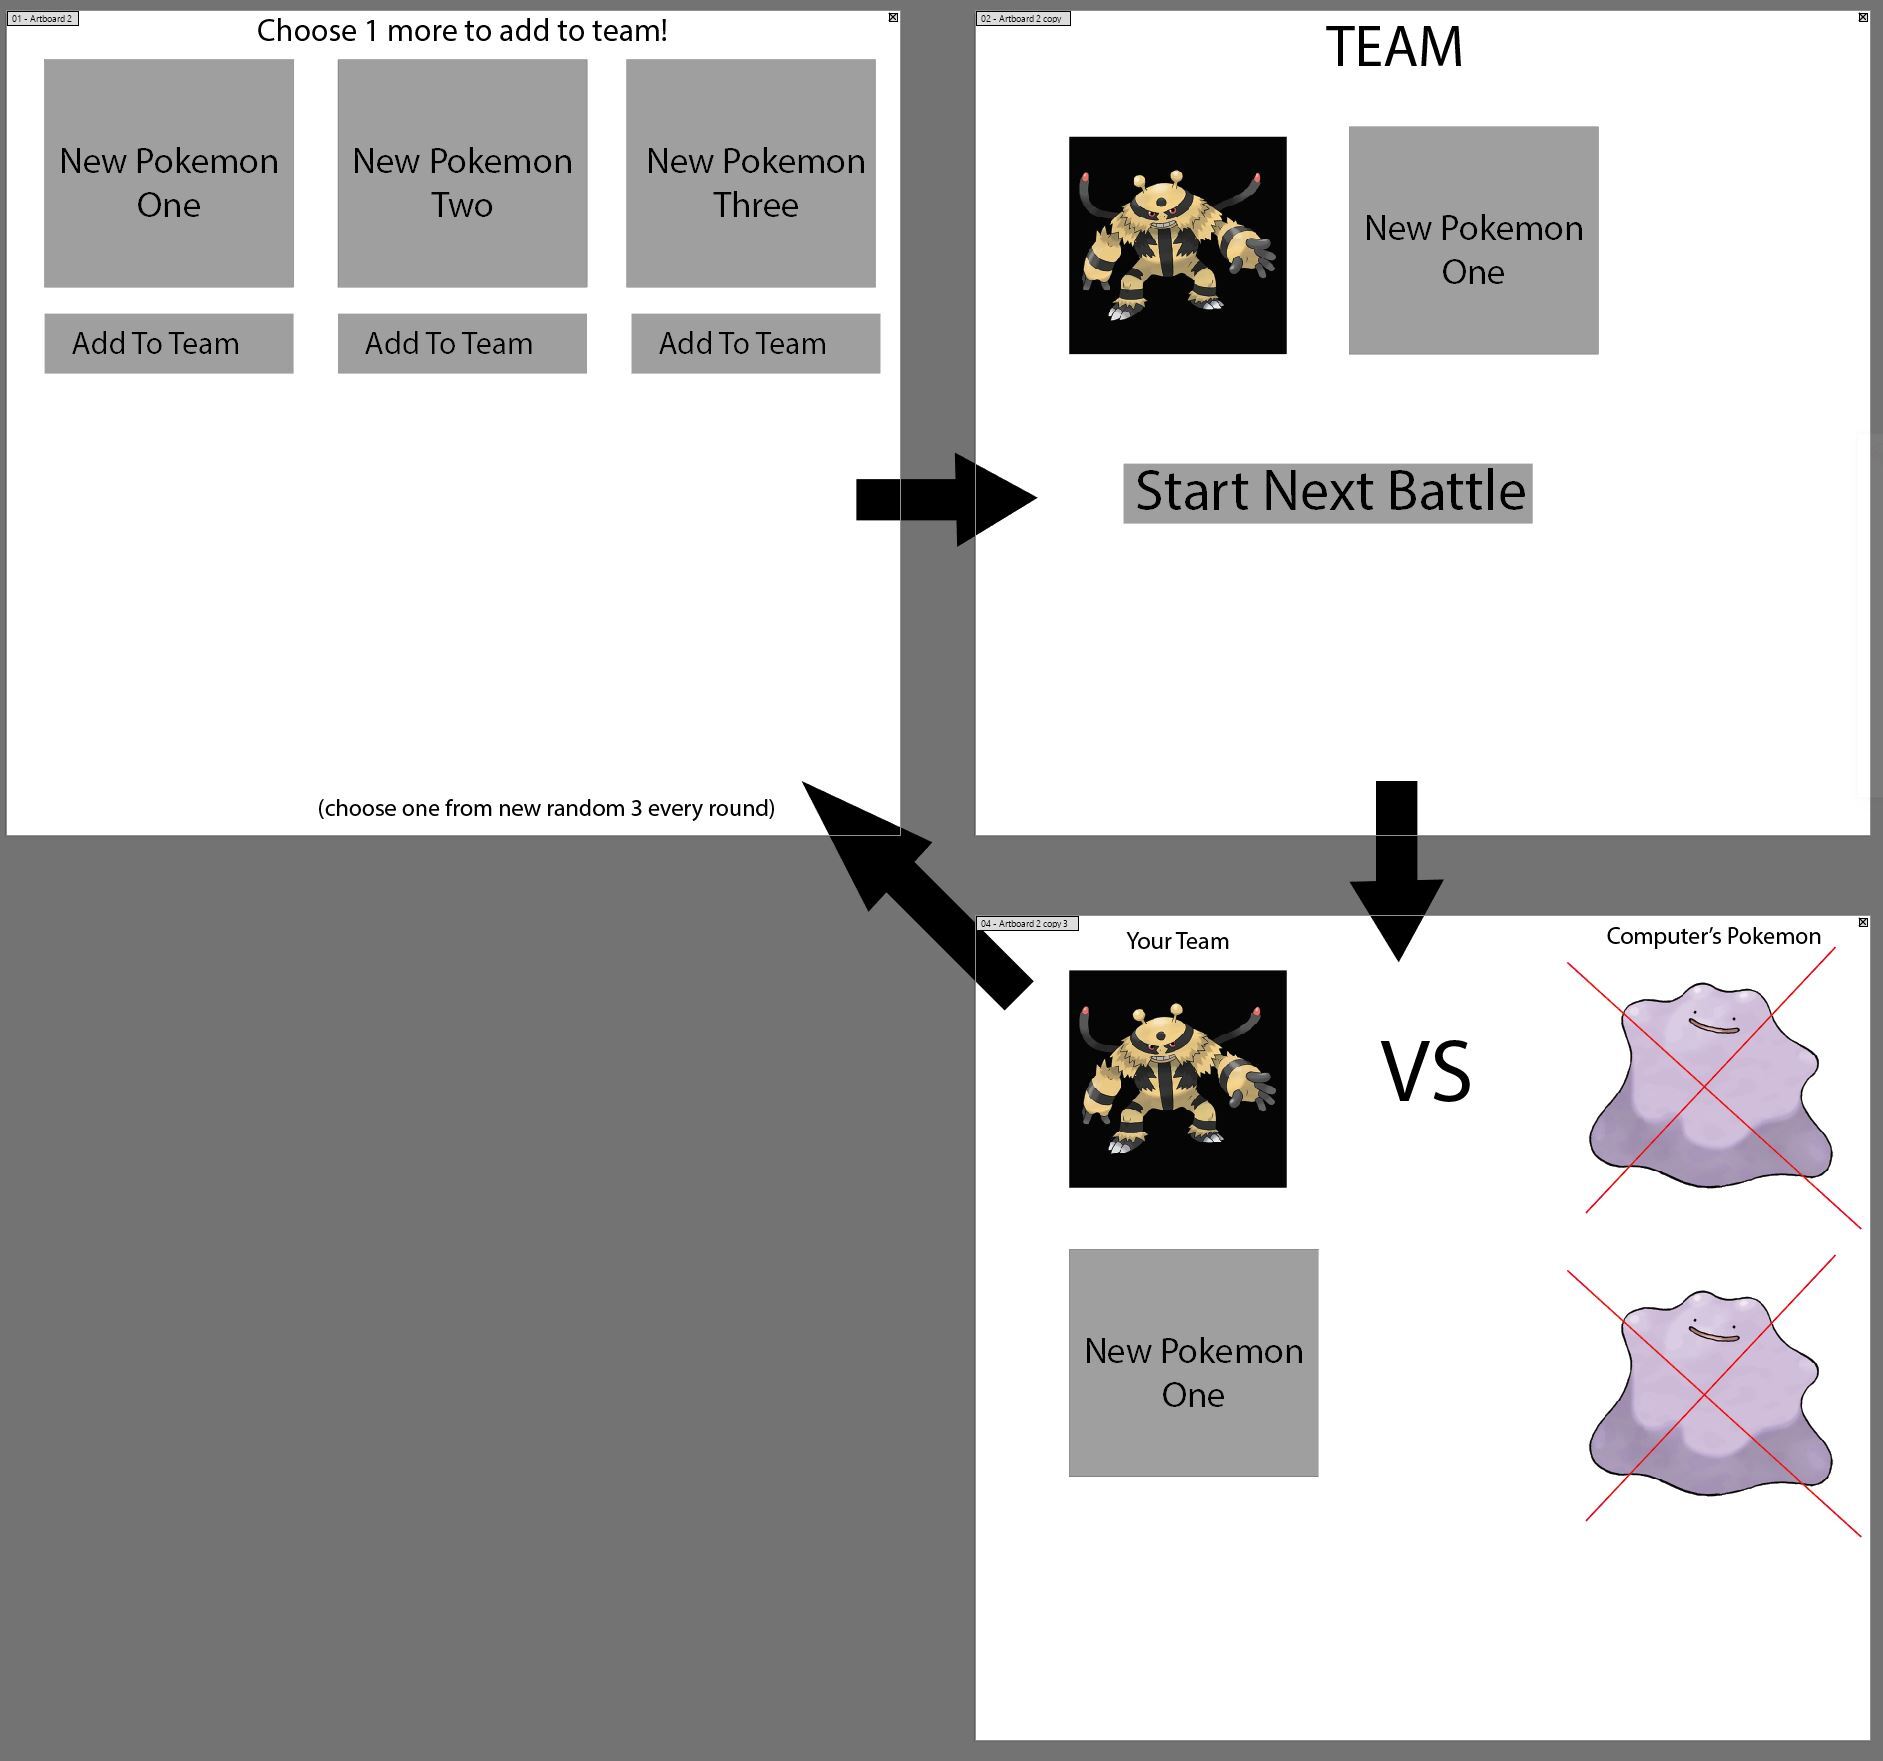 01 - Artboard 2
Choose 1 more to add to team!
New Pokemon
One
New Pokemon
Two
New Pokemon
Three
Add To Team
Add To Team
Add To Team
(choose one from new random 3 every round)
02 - Artboard 2 copy
TEAM
New Pokemon
One
Start Next Battle
04 - Artboard 2 copy 3
Your Team
Computer’s Pokemon
VS
New Pokemon
One